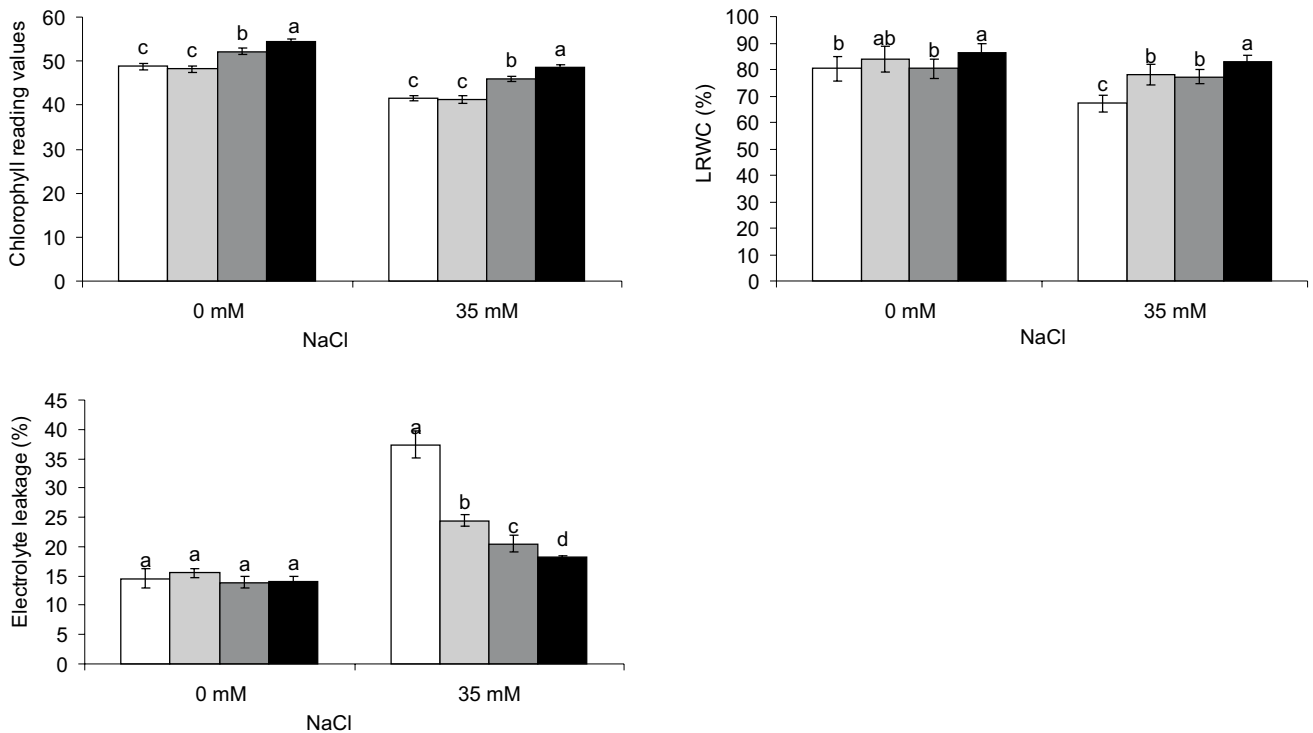 Chlorophyll reading values
60
50
40
30
20
10
0
c c b a
c c b a
0 mM 35 mM
NaCl
LRWC (%)
100
90
80
70
60
50
40
30
20
10
0
b ab b a
c b b a
0 mM 35 mM
NaCl
Electrolyte leakage (%)
45
40
35
30
25
20
15
10
5
0
a a a a
a b c d
0 mM 35 mM
NaCl